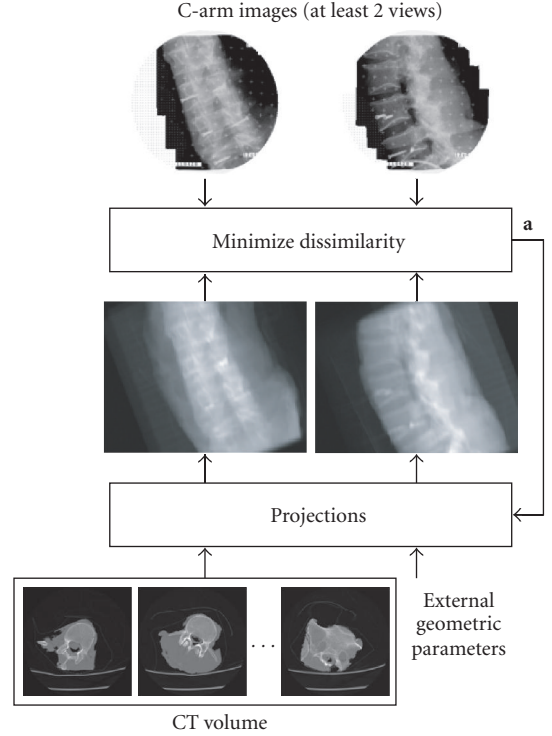 C-arm images (at least 2 views)
Minimize dissimilarity
a
Projections
External
geometric
parameters
. . .
CT volume